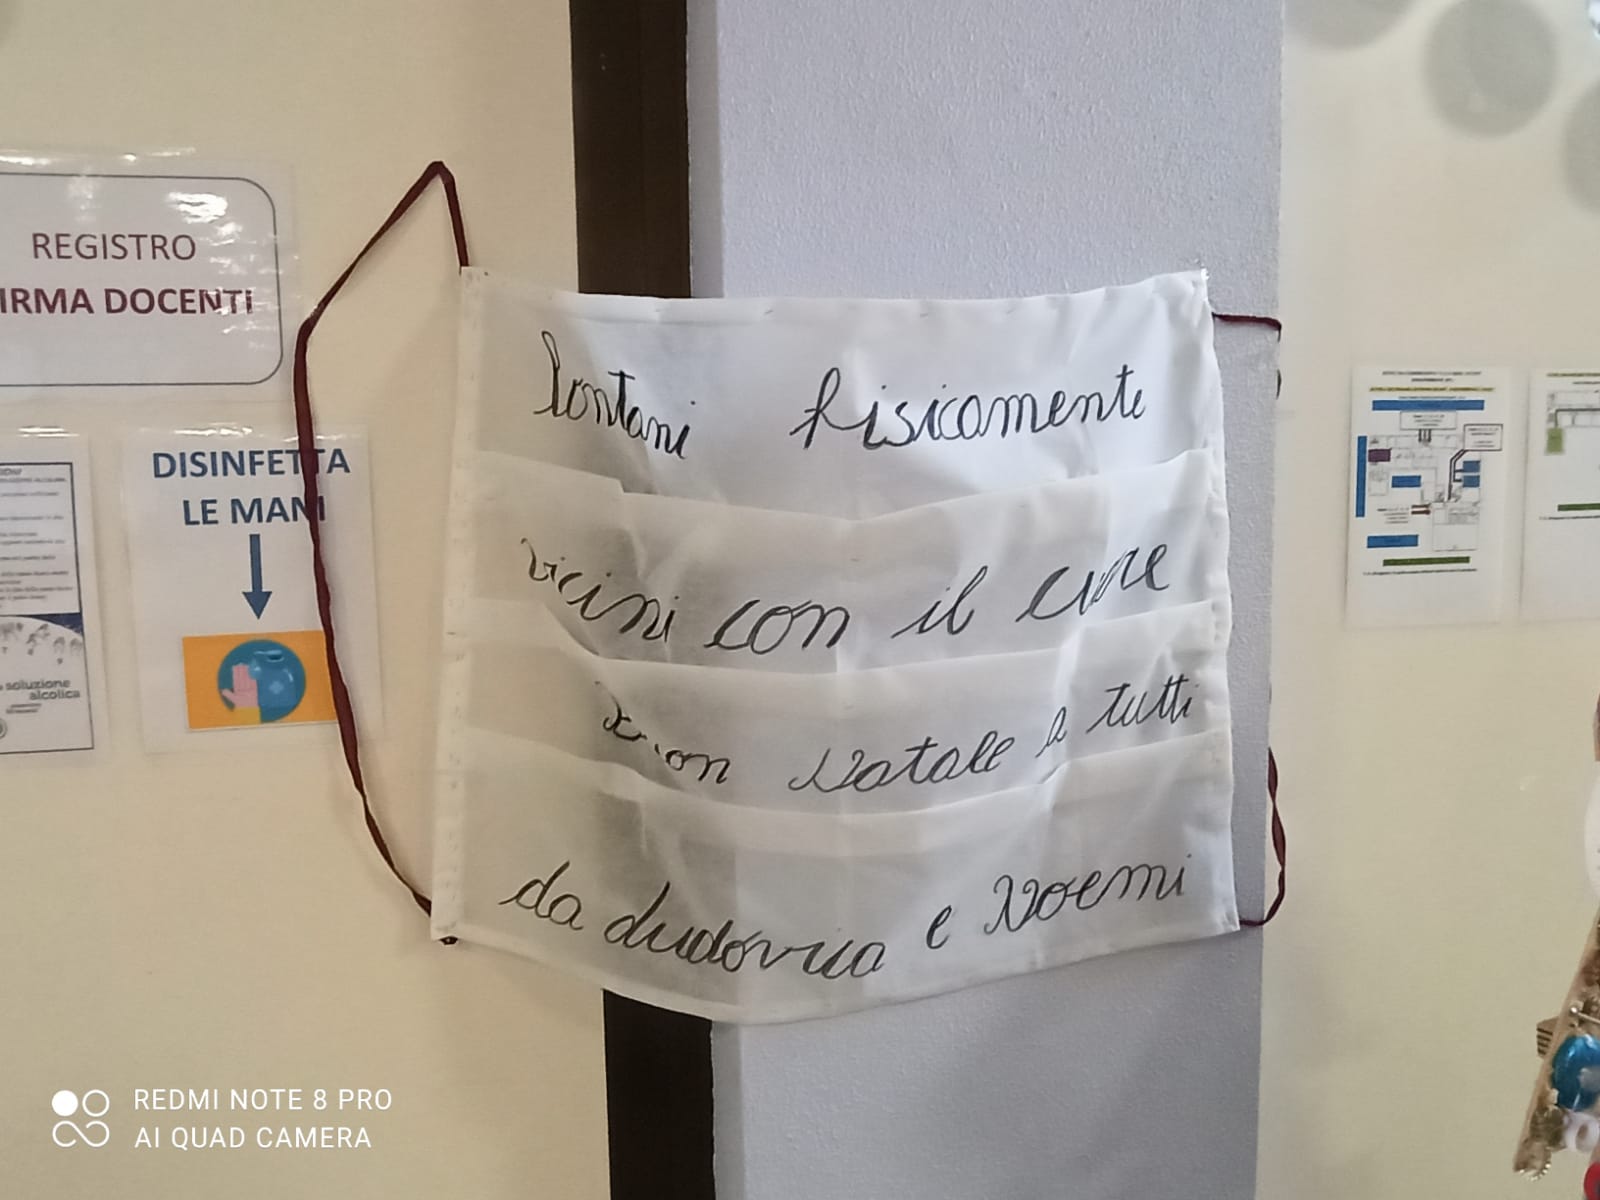 REGISTRO
IRMA DOCENTI
DISINFETTA
LE MANI
soluzione
alcolica
lontani fisicamente
vicini con il cuore
Buon Natale a tutti
da Ludovica e Noemi
REDMI NOTE 8 PRO
AI QUAD CAMERA